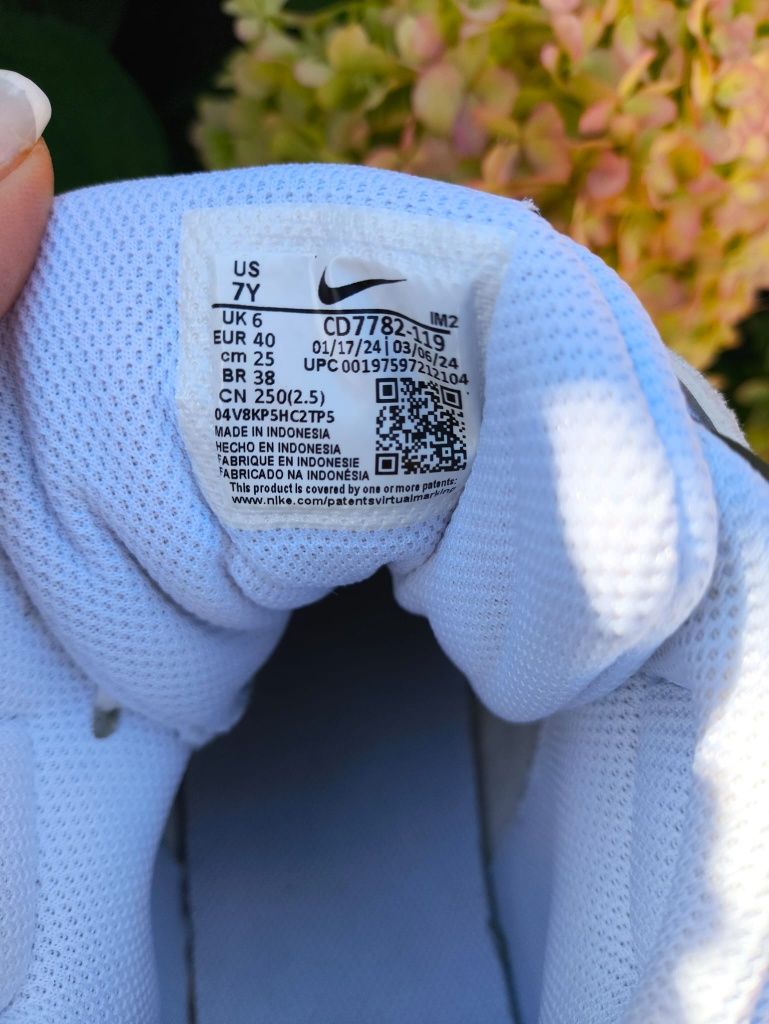 US
7Y
UK 6
EUR 40
cm 25
BR 38
CN 250(2.5)
04V8KP5HC2TP5
IM2
CD7782-119
01/17/24 | 03/06/24
UPC 00197597212104
MADE IN INDONESIA
HECHO EN INDONESIA
FABRIQUE EN INDONESIE
FABRICADO NA INDONÉSIA
This product is covered by one or more patents:
www.nike.com/patentsvirtualmarking